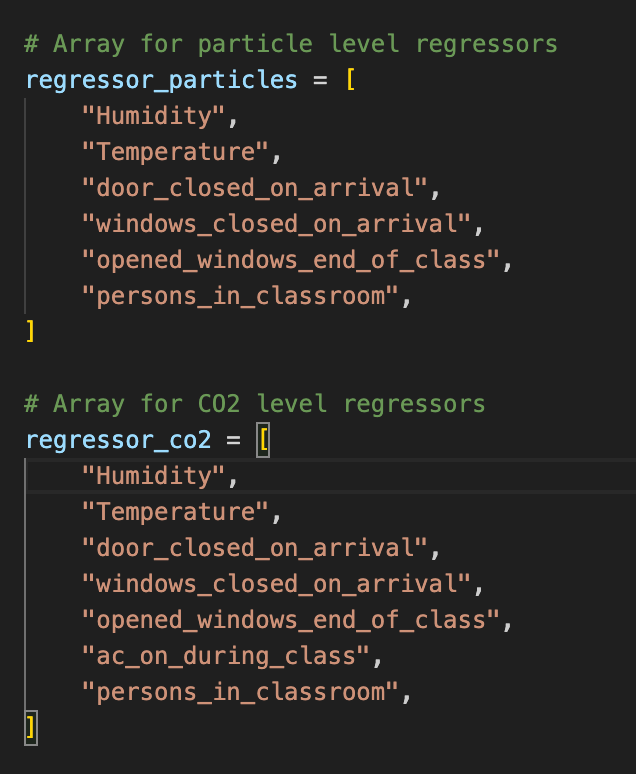 # Array for particle level regressors
regressor_particles = [
    "Humidity",
    "Temperature",
    "door_closed_on_arrival",
    "windows_closed_on_arrival",
    "opened_windows_end_of_class",
    "persons_in_classroom",
]
# Array for CO2 level regressors
regressor_co2 = [
    "Humidity",
    "Temperature",
    "door_closed_on_arrival",
    "windows_closed_on_arrival",
    "opened_windows_end_of_class",
    "ac_on_during_class",
    "persons_in_classroom",
]